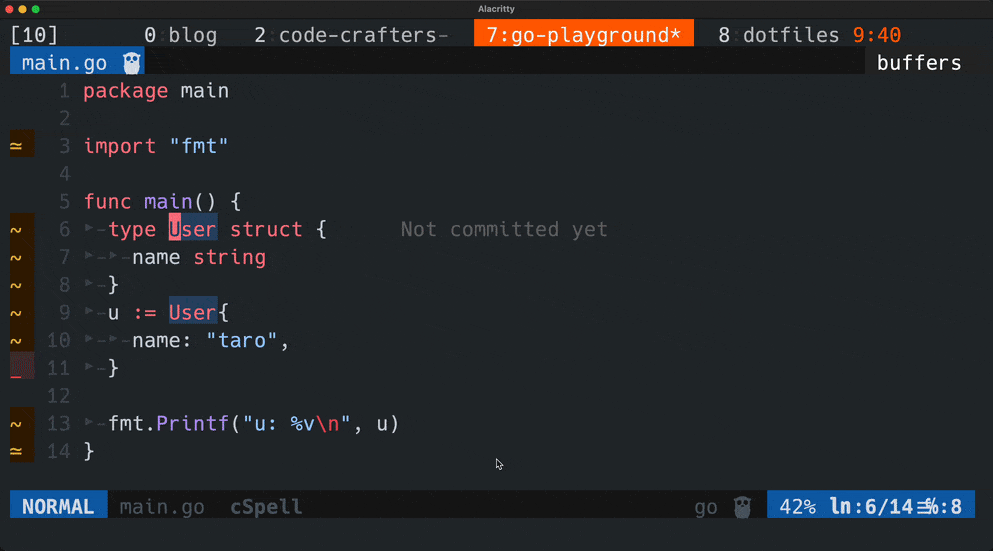 Alacritty
[10] 0:blog 2:code-crafters- 7:go-playground* 8:dotfiles 9:40
main.go buffers
1 package main
2
≃ 3 import "fmt"
4
5 func main() {
~ 6 type User struct { Not committed yet
~ 7 name string
~ 8 }
~ 9 u := User{
~ 10 name: "taro",
_ 11 }
12
~ 13 fmt.Printf("u: %v\n", u)
≃ 14 }
NORMAL main.go cSpell go 42% ln:6/14≡%:8